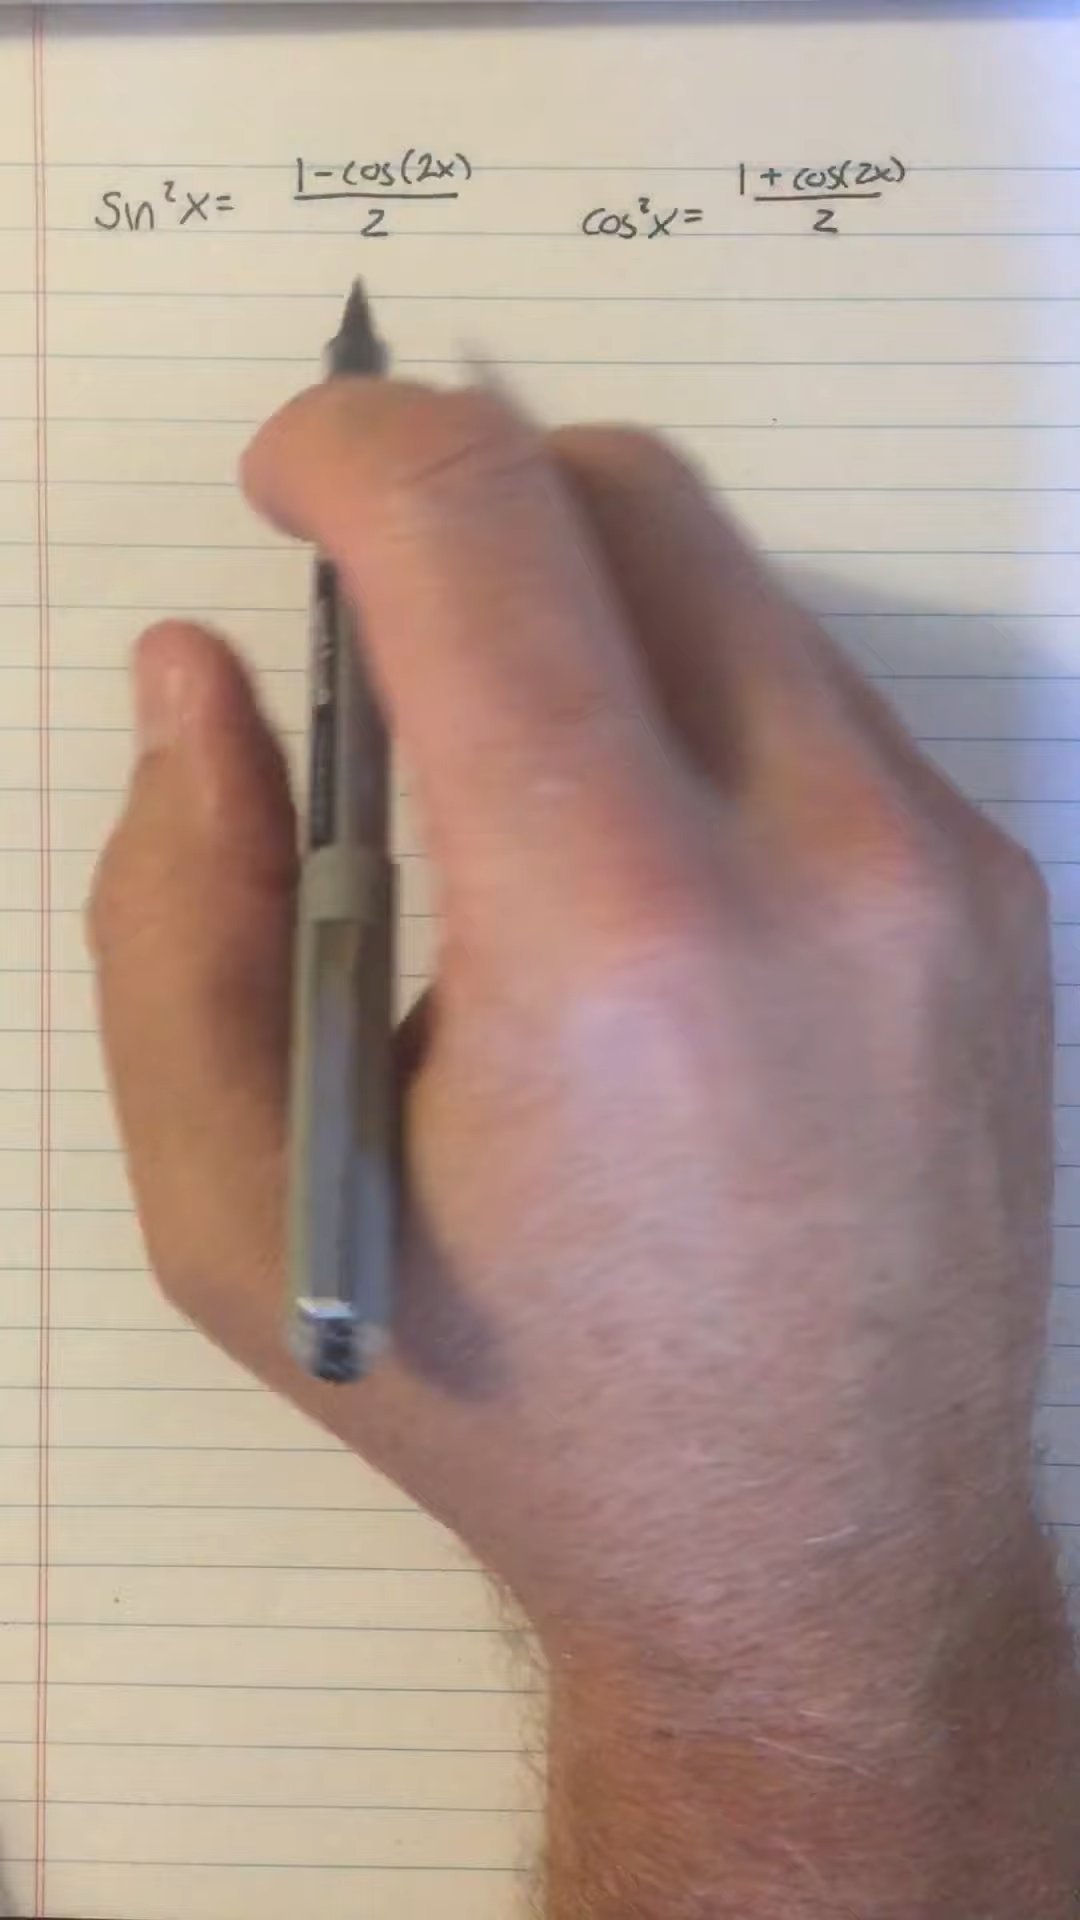 sin²x = (1 - cos(2x))/2 cos²x = (1 + cos(2x))/2